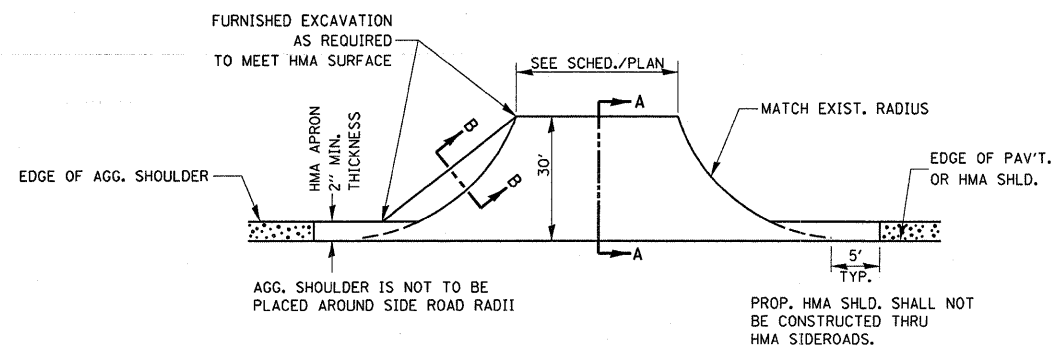 FURNISHED EXCAVATION
AS REQUIRED
TO MEET HMA SURFACE
SEE SCHED./PLAN
A
MATCH EXIST. RADIUS
B
B
HMA APRON
2" MIN.
THICKNESS
30'
EDGE OF AGG. SHOULDER
EDGE OF PAV'T.
OR HMA SHLD.
A
5'
TYP.
AGG. SHOULDER IS NOT TO BE
PLACED AROUND SIDE ROAD RADII
PROP. HMA SHLD. SHALL NOT
BE CONSTRUCTED THRU
HMA SIDEROADS.